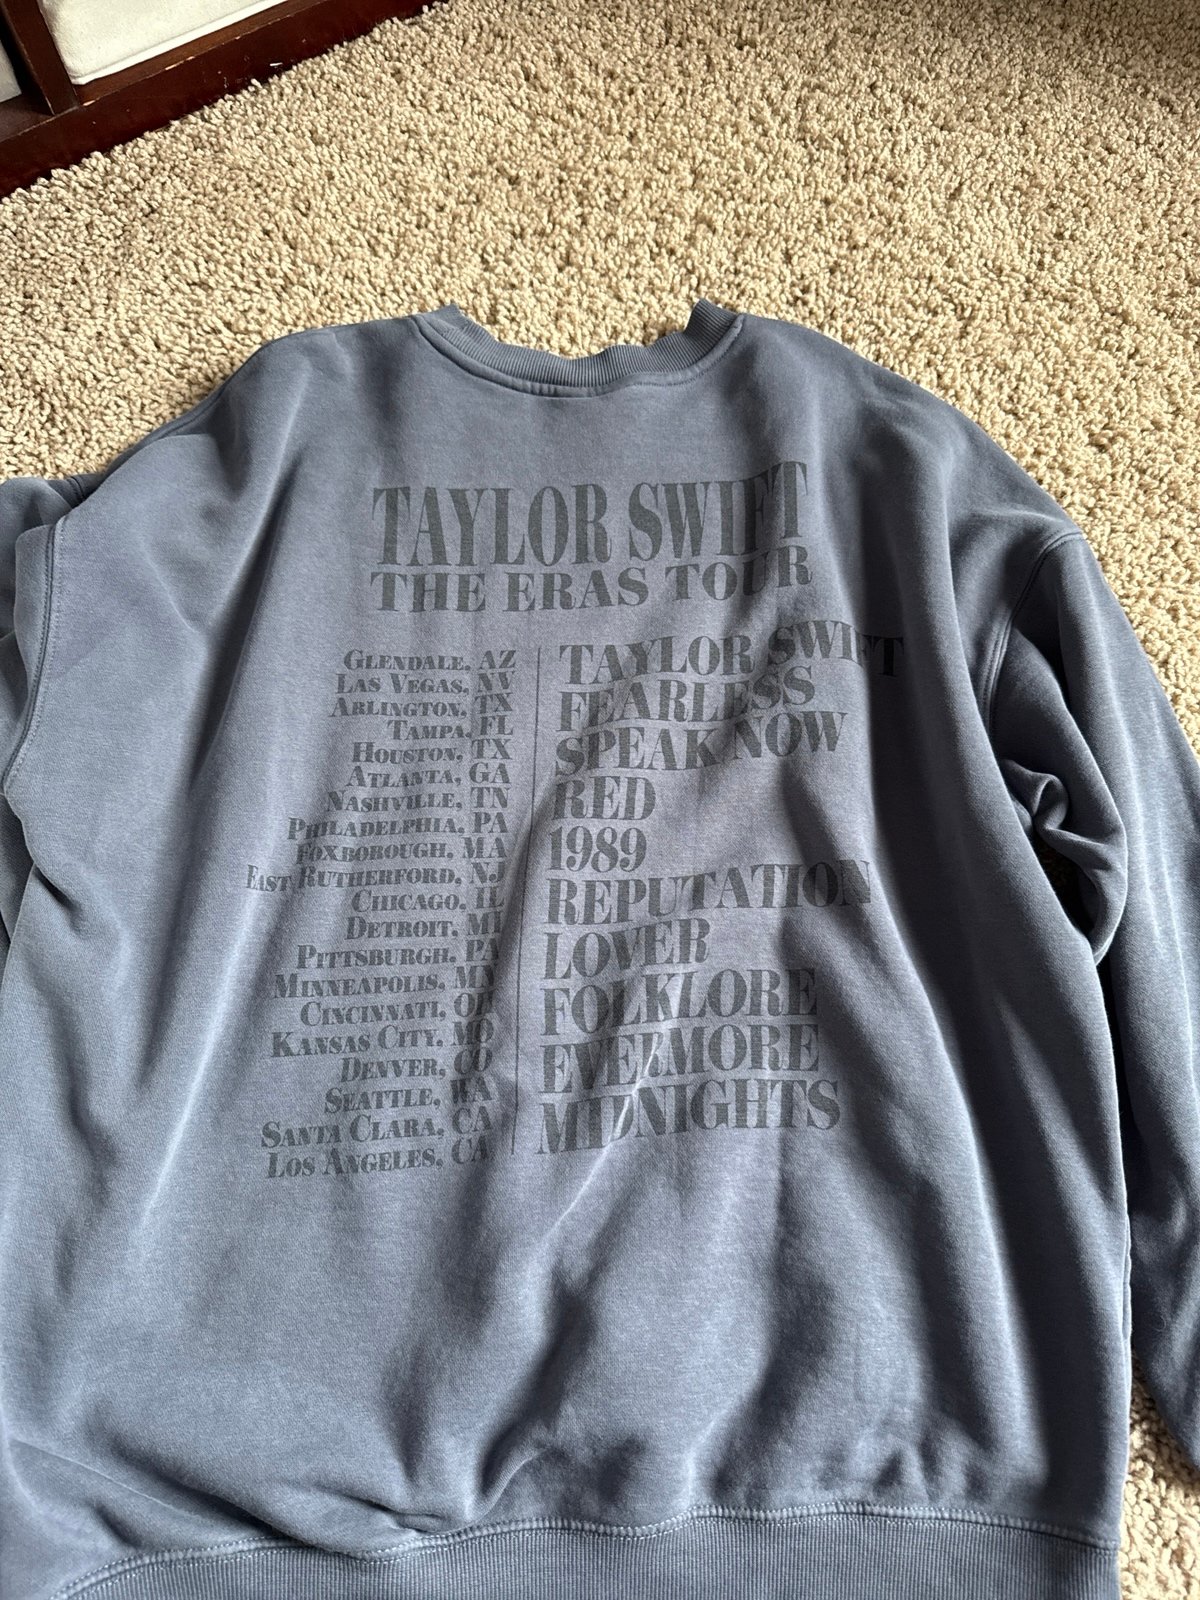 TAYLOR SWIFT
THE ERAS TOUR
GLENDALE, AZ
LAS VEGAS, NV
ARLINGTON, TX
TAMPA, FL
HOUSTON, TX
ATLANTA, GA
NASHVILLE, TN
PHILADELPHIA, PA
FOXBOROUGH, MA
EAST RUTHERFORD, NJ
CHICAGO, IL
DETROIT, MI
PITTSBURGH, PA
MINNEAPOLIS, MN
CINCINNATI, OH
KANSAS CITY, MO
DENVER, CO
SEATTLE, WA
SANTA CLARA, CA
LOS ANGELES, CA
TAYLOR SWIFT
FEARLESS
SPEAK NOW
RED
1989
REPUTATION
LOVER
FOLKLORE
EVERMORE
MIDNIGHTS